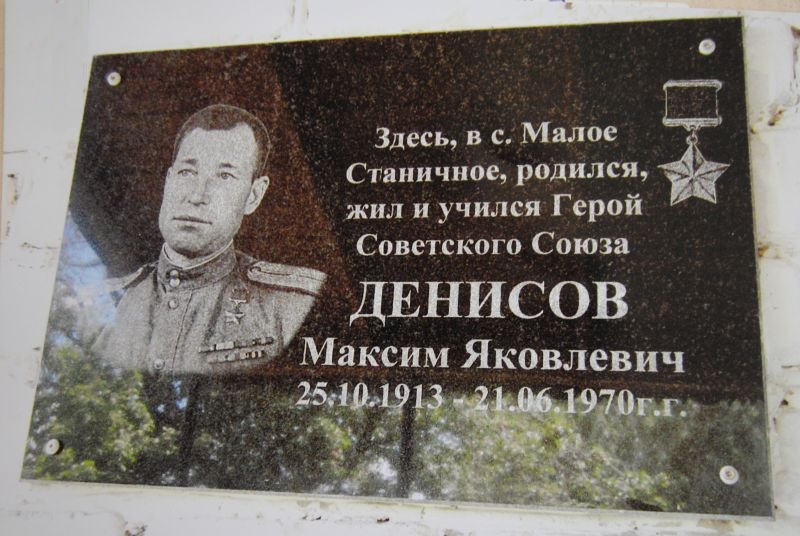 Здесь, в с. Малое
Станичное, родился,
жил и учился Герой
Советского Союза
ДЕНИСОВ
Максим Яковлевич
25.10.1913 - 21.06.1970г.г.